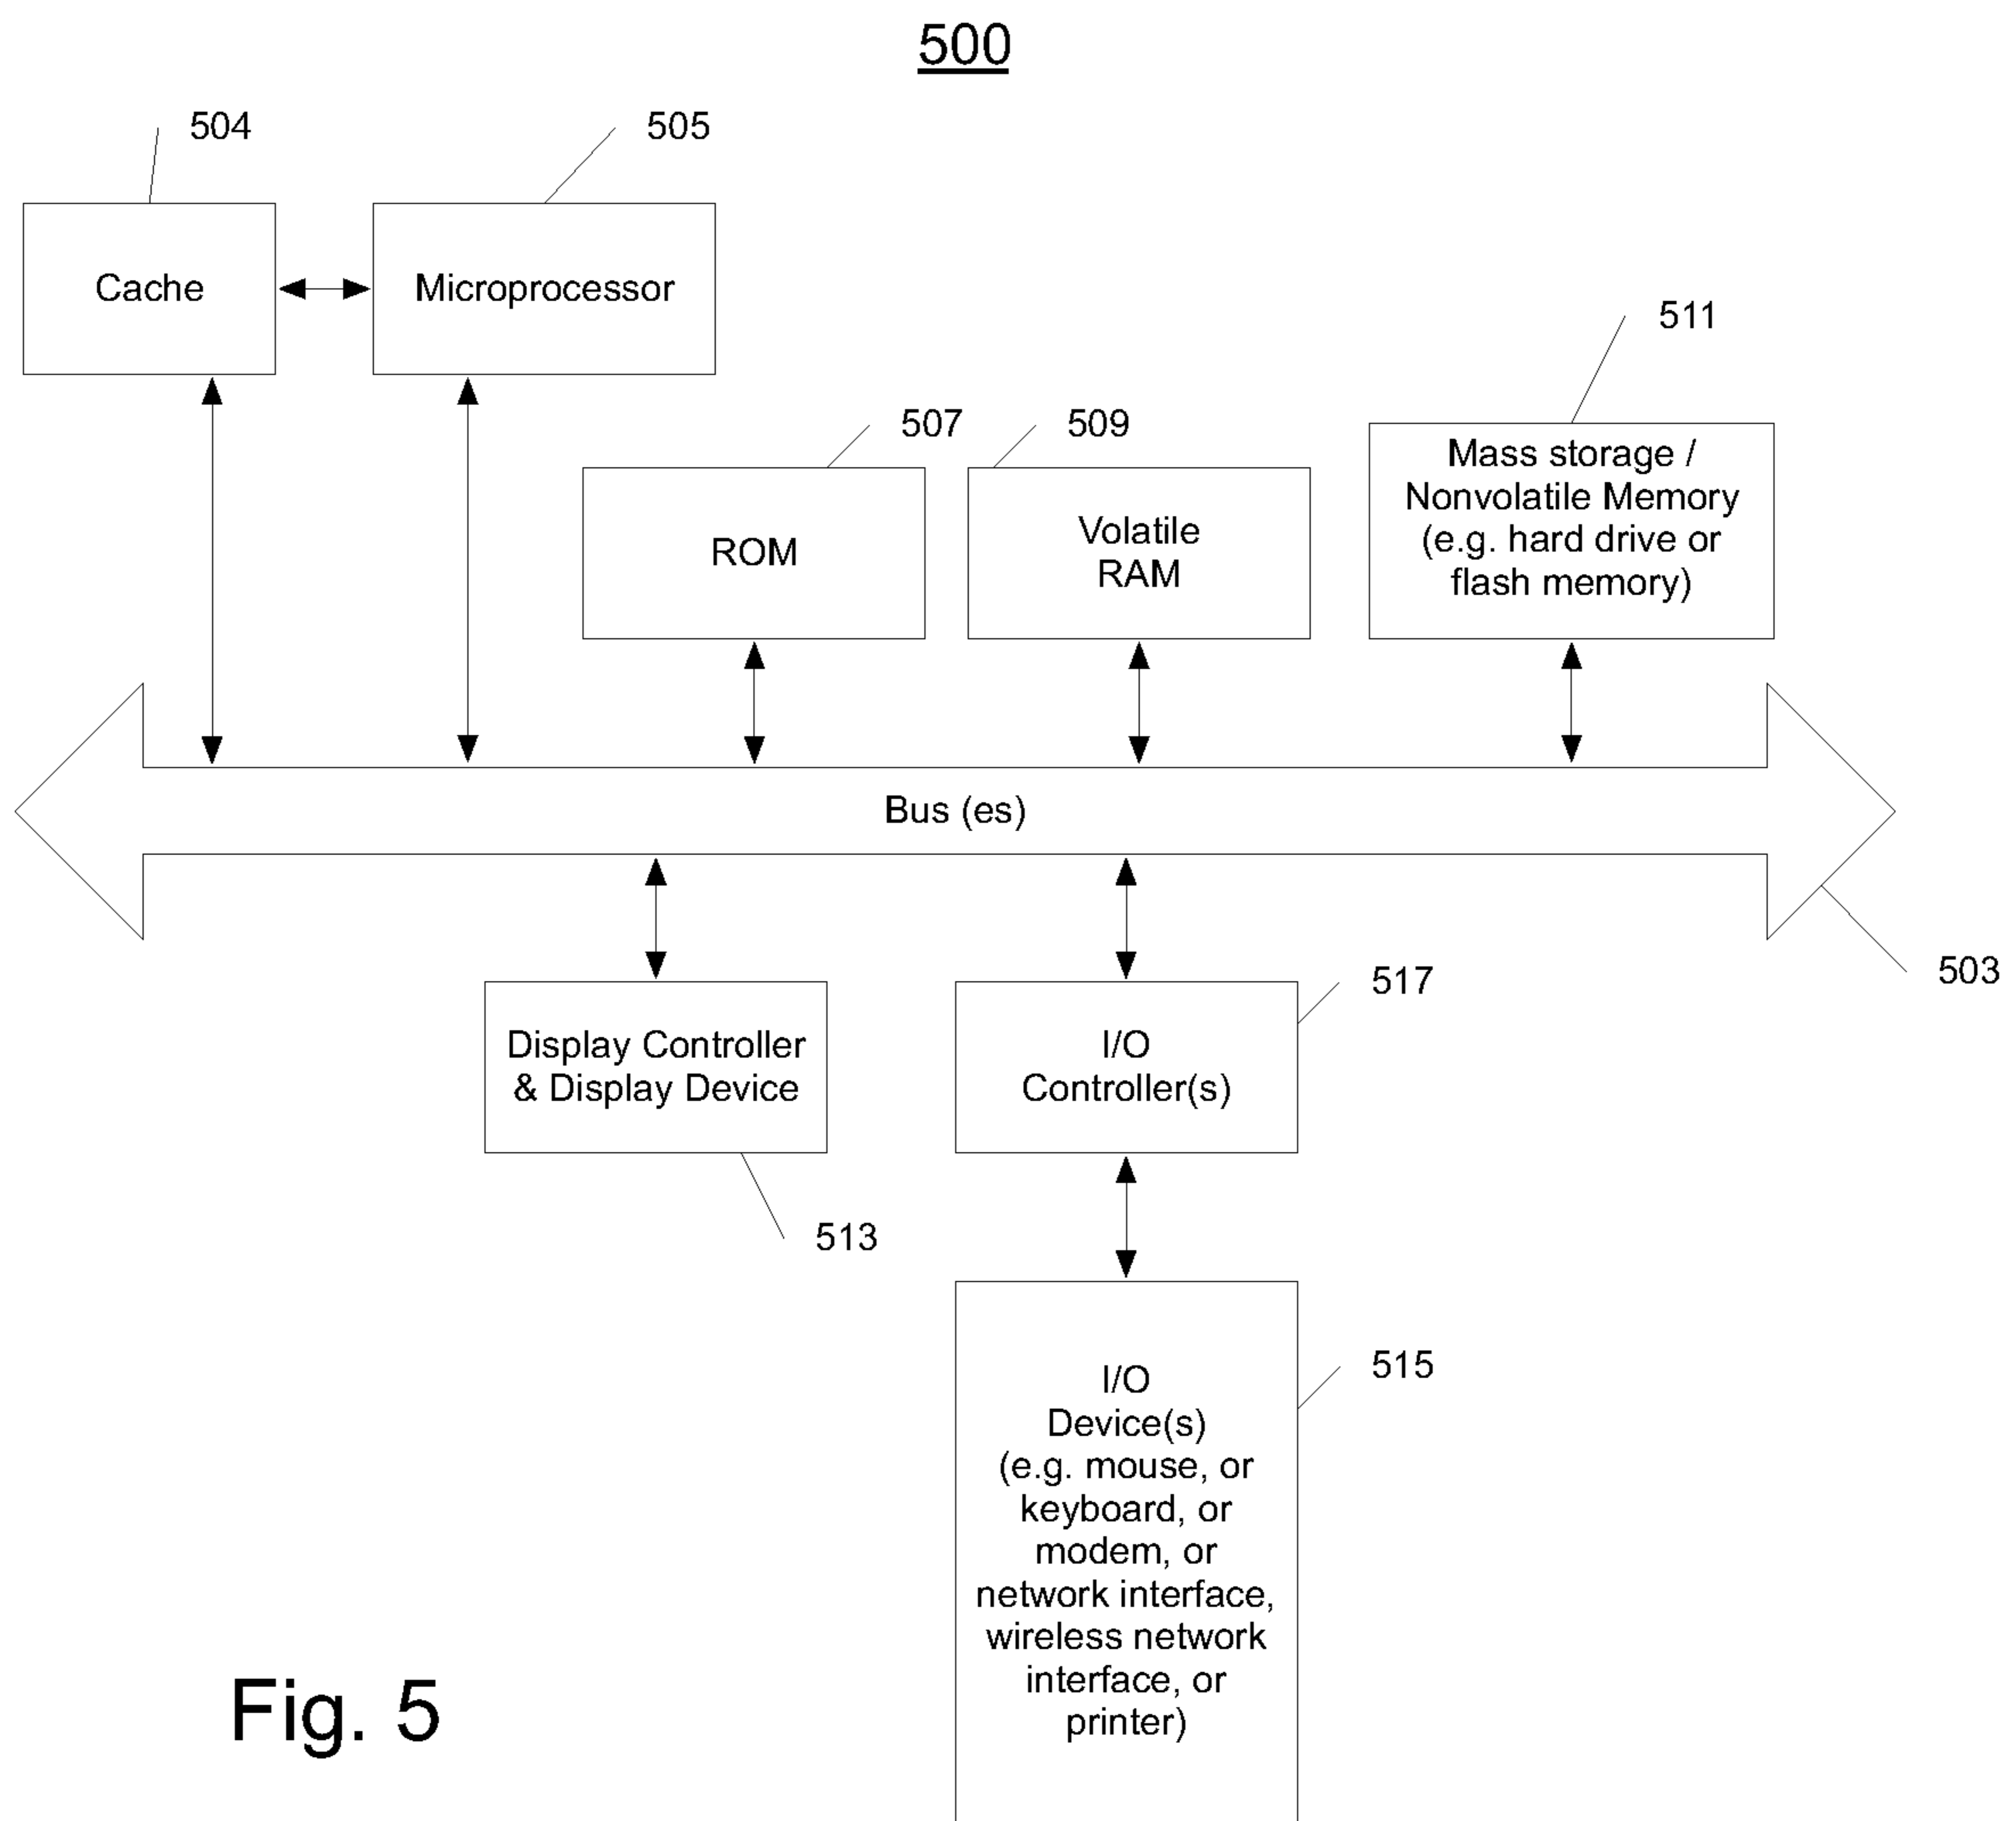 500
504
505
Cache
Microprocessor
511
507
509
Mass storage /
Nonvolatile Memory
(e.g. hard drive or
flash memory)
ROM
Volatile
RAM
Bus (es)
503
517
Display Controller
& Display Device
I/O
Controller(s)
513
515
I/O
Device(s)
(e.g. mouse, or
keyboard, or
modem, or
network interface,
wireless network
interface, or
printer)
Fig. 5